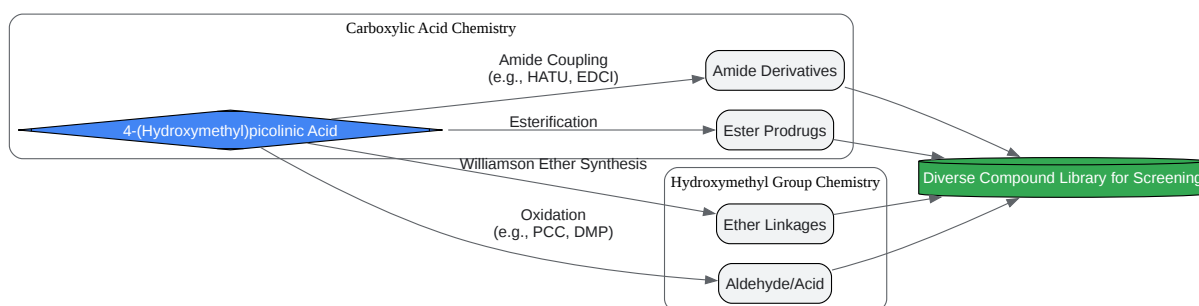 Carboxylic Acid Chemistry
Amide Coupling
(e.g., HATU, EDCI)
Amide Derivatives
4-(Hydroxymethyl)picolinic Acid
Esterification
Ester Prodrugs
Williamson Ether Synthesis
Hydroxymethyl Group Chemistry
Diverse Compound Library for Screening
Oxidation
(e.g., PCC, DMP)
Ether Linkages
Aldehyde/Acid